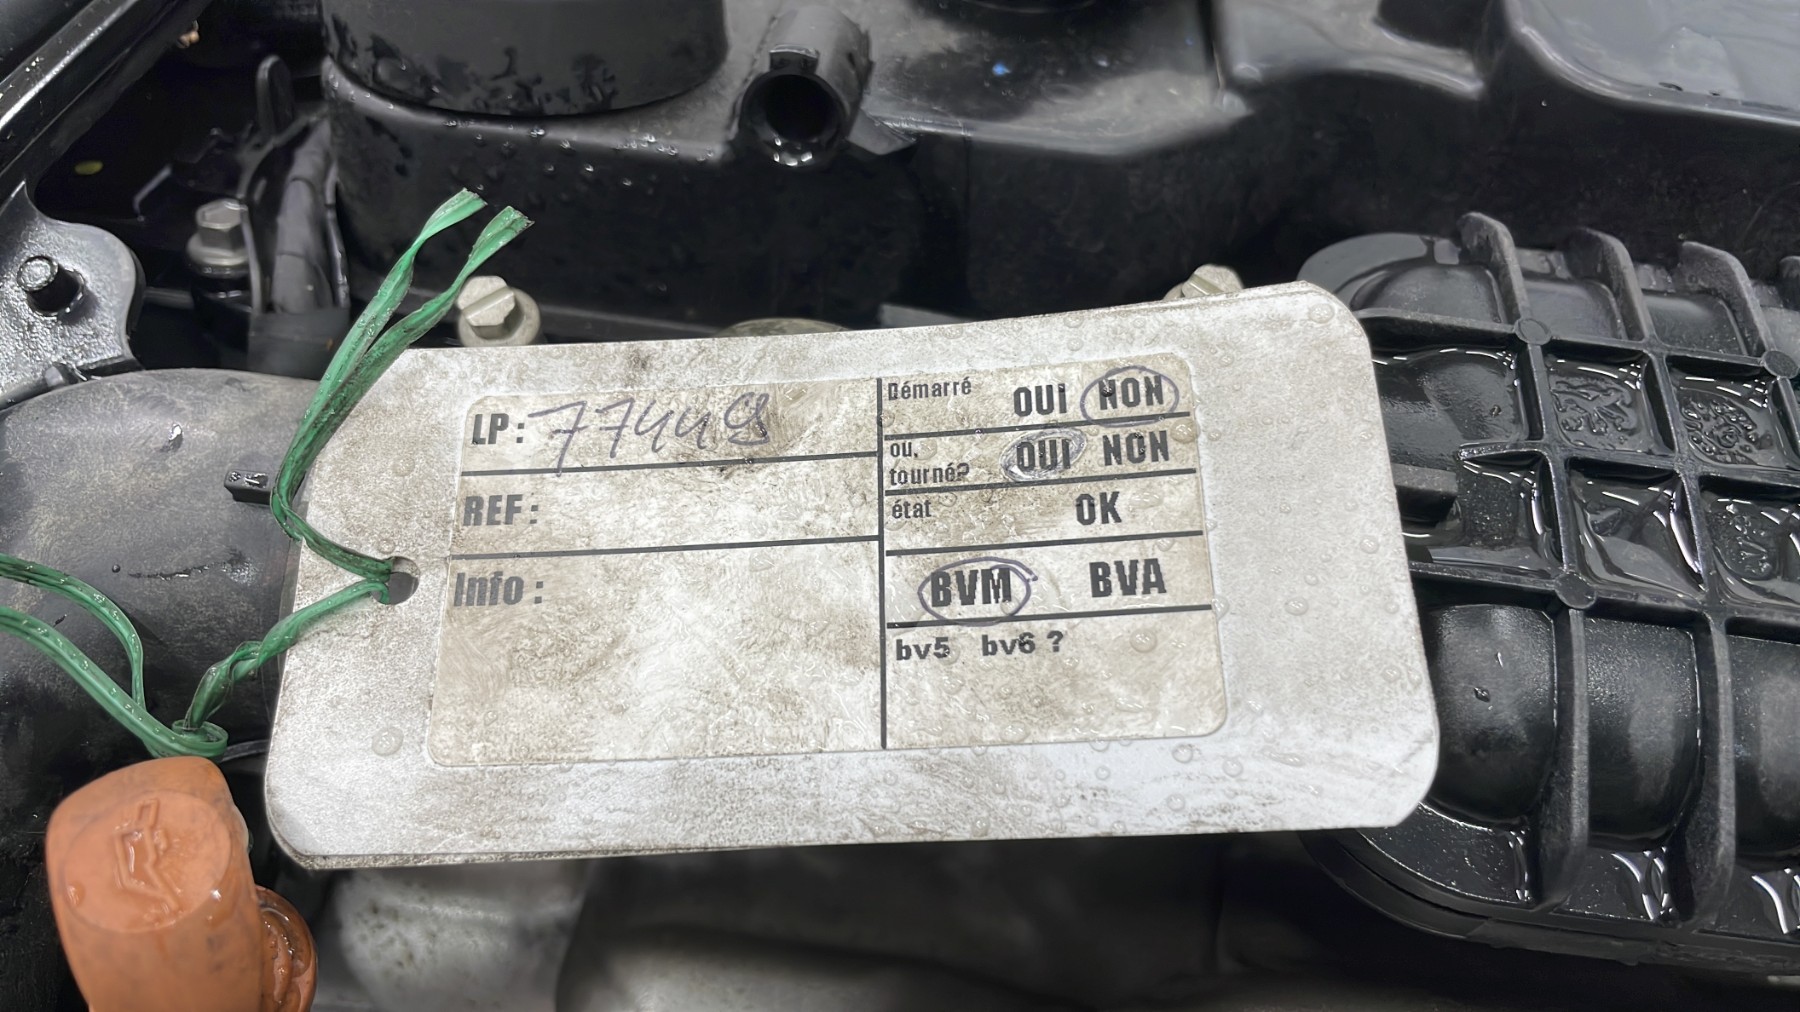 LP: 77449
REF:
Info:
Démarré OUI NON
ou, tourné? OUI NON
état OK
BVM BVA
bv5 bv6 ?